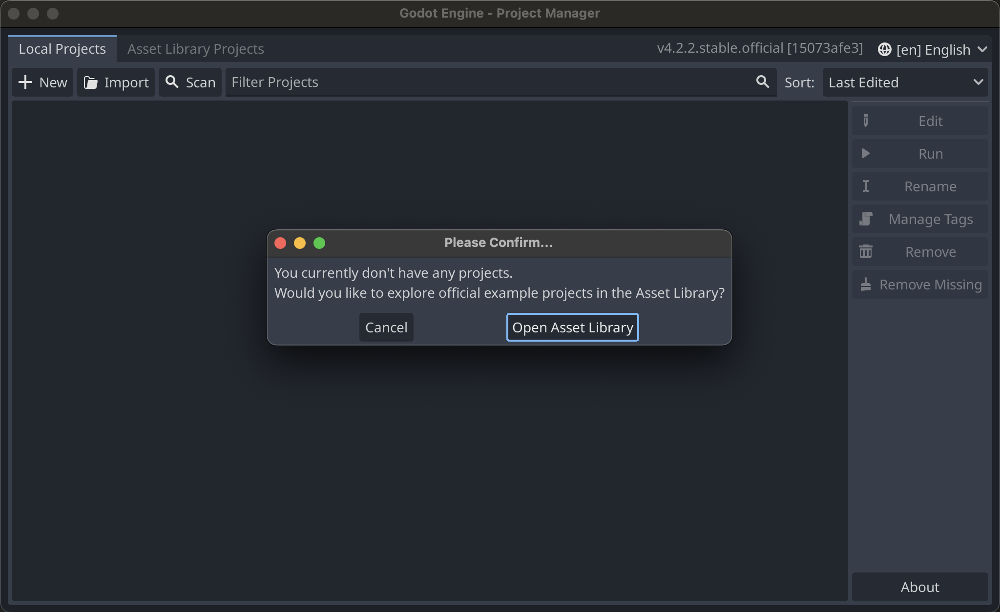 Godot Engine - Project Manager
Local Projects
Asset Library Projects
v4.2.2.stable.official [15073afe3]
[en] English
New
Import
Scan
Filter Projects
Sort:
Last Edited
Edit
Run
Rename
Manage Tags
Remove
Remove Missing
Please Confirm...
You currently don't have any projects.
Would you like to explore official example projects in the Asset Library?
Cancel
Open Asset Library
About